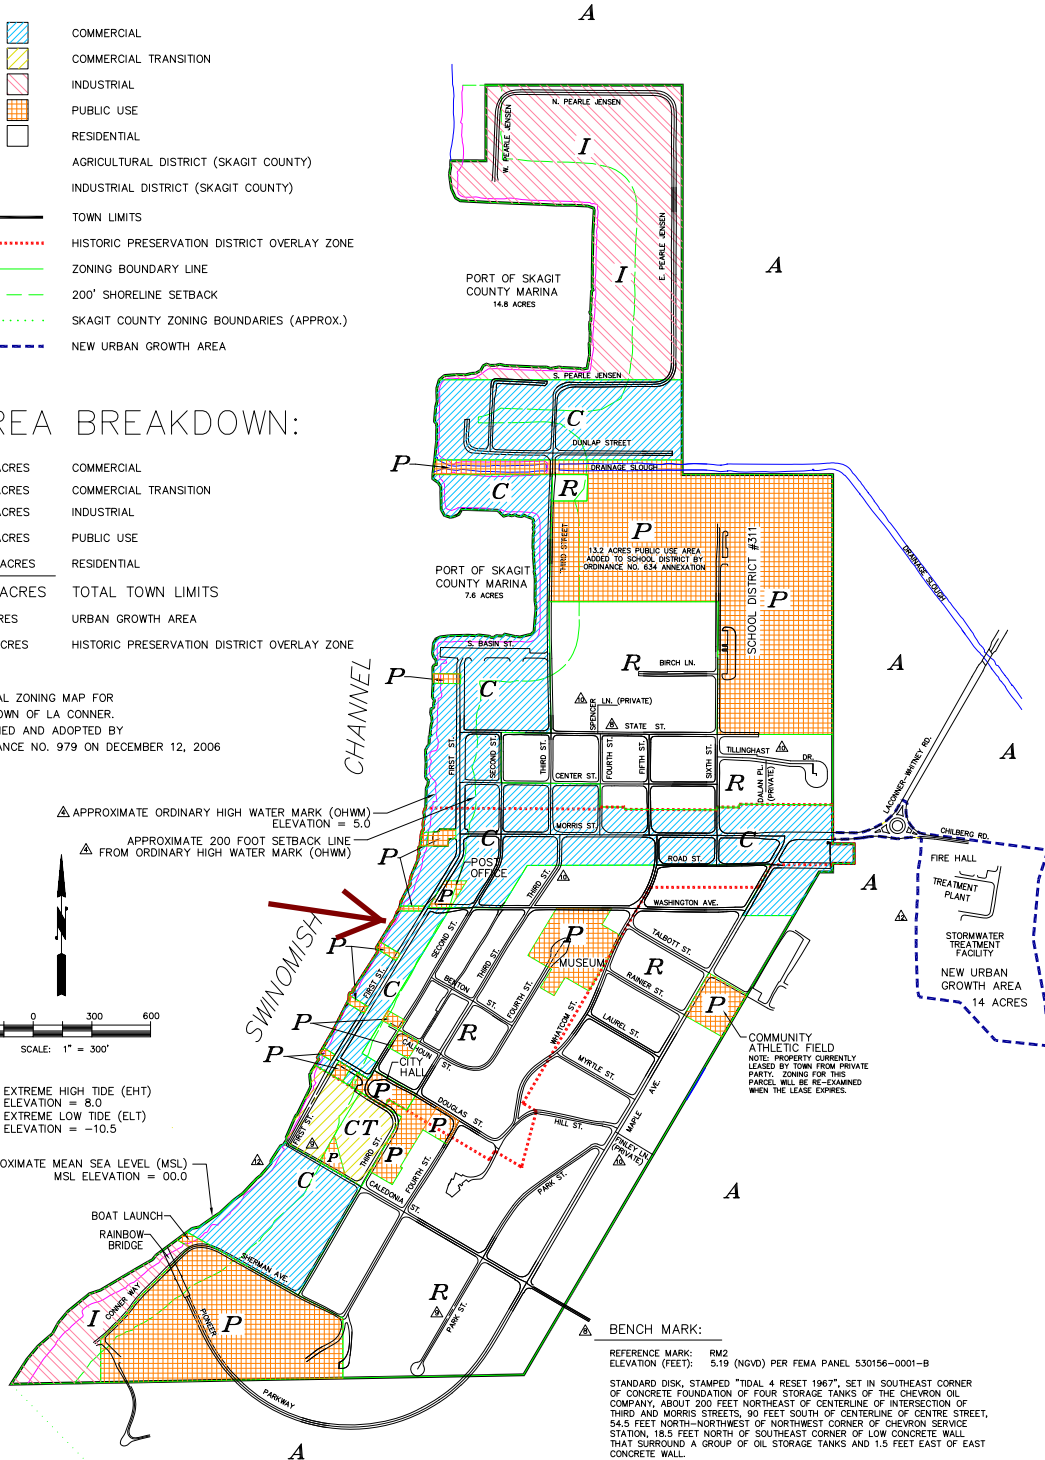 COMMERCIAL
COMMERCIAL TRANSITION
INDUSTRIAL
PUBLIC USE
RESIDENTIAL
AGRICULTURAL DISTRICT (SKAGIT COUNTY)
INDUSTRIAL DISTRICT (SKAGIT COUNTY)
TOWN LIMITS
HISTORIC PRESERVATION DISTRICT OVERLAY ZONE
ZONING BOUNDARY LINE
200' SHORELINE SETBACK
SKAGIT COUNTY ZONING BOUNDARIES (APPROX.)
NEW URBAN GROWTH AREA
REA BREAKDOWN:
ACRES COMMERCIAL
ACRES COMMERCIAL TRANSITION
ACRES INDUSTRIAL
ACRES PUBLIC USE
ACRES RESIDENTIAL
ACRES TOTAL TOWN LIMITS
RES URBAN GROWTH AREA
CRES HISTORIC PRESERVATION DISTRICT OVERLAY ZONE
AL ZONING MAP FOR
OWN OF LA CONNER.
ED AND ADOPTED BY
ANCE NO. 979 ON DECEMBER 12, 2006
4 APPROXIMATE ORDINARY HIGH WATER MARK (OHWM)
ELEVATION = 5.0
APPROXIMATE 200 FOOT SETBACK LINE
4 FROM ORDINARY HIGH WATER MARK (OHWM)
N
0 300 600
SCALE: 1" = 300'
EXTREME HIGH TIDE (EHT)
ELEVATION = 8.0
EXTREME LOW TIDE (ELT)
ELEVATION = -10.5
OXIMATE MEAN SEA LEVEL (MSL)
MSL ELEVATION = 00.0
BOAT LAUNCH
RAINBOW
BRIDGE
A
N. PEARLE JENSEN
W. PEARLE JENSEN
I
E. PEARLE JENSEN
A
I
PORT OF SKAGIT
COUNTY MARINA
14.8 ACRES
S. PEARLE JENSEN
C
DUNLAP STREET
P
DRAINAGE SLOUGH
C
R
P
THIRD STREET
13.2 ACRES PUBLIC USE AREA
ADDED TO SCHOOL DISTRICT BY
ORDINANCE NO. 634 ANNEXATION
SCHOOL DISTRICT #311
P
DRAINAGE SLOUGH
PORT OF SKAGIT
COUNTY MARINA
7.6 ACRES
S. BASIN ST.
P
C
R
BIRCH LN.
A
CHANNEL
SPENCER LN. (PRIVATE)
STATE ST.
FIRST ST.
SECOND ST.
THIRD ST.
CENTER ST.
FOURTH ST.
FIFTH ST.
SIXTH ST.
TILLINGHAST DR.
R
DALAN PL.
(PRIVATE)
A
LACONNER-WHITNEY RD.
MORRIS ST.
C
C
ROAD ST.
CHILBERG RD.
P
POST
OFFICE
THIRD ST.
P
WASHINGTON AVE.
A
FIRE HALL
TREATMENT
PLANT
STORMWATER
TREATMENT
FACILITY
NEW URBAN
GROWTH AREA
14 ACRES
SWINOMISH
P
SECOND ST.
THIRD ST.
P
MUSEUM
TALBOTT ST.
R
RAINIER ST.
FIRST ST.
C
BENTON ST.
FOURTH ST.
WHATCOM ST.
P
P
R
LAUREL ST.
COMMUNITY
ATHLETIC FIELD
NOTE: PROPERTY CURRENTLY
LEASED BY TOWN FROM PRIVATE
PARTY. ZONING FOR THIS
PARCEL WILL BE RE-EXAMINED
WHEN THE LEASE EXPIRES.
P
CALHOUN ST.
CITY
HALL
MYRTLE ST.
P
DOUGLAS ST.
P
MAPLE AVE.
HILL ST.
FIRST ST.
CT
THIRD ST.
P
P
FOURTH ST.
FINLEY LN.
(PRIVATE)
C
CALEDONIA ST.
PARK ST.
A
SHERMAN AVE.
CONNER WAY
I
PIONEER
P
R
PARK ST.
PARKWAY
A
8 BENCH MARK:
REFERENCE MARK: RM2
ELEVATION (FEET): 5.19 (NGVD) PER FEMA PANEL 530156-0001-B
STANDARD DISK, STAMPED "TIDAL 4 RESET 1967", SET IN SOUTHEAST CORNER
OF CONCRETE FOUNDATION OF FOUR STORAGE TANKS OF THE CHEVRON OIL
COMPANY, ABOUT 200 FEET NORTHEAST OF CENTERLINE OF INTERSECTION OF
THIRD AND MORRIS STREETS, 90 FEET SOUTH OF CENTERLINE OF CENTRE STREET,
54.5 FEET NORTH-NORTHWEST OF NORTHWEST CORNER OF CHEVRON SERVICE
STATION, 18.5 FEET NORTH OF SOUTHEAST CORNER OF LOW CONCRETE WALL
THAT SURROUND A GROUP OF OIL STORAGE TANKS AND 1.5 FEET EAST OF EAST
CONCRETE WALL.